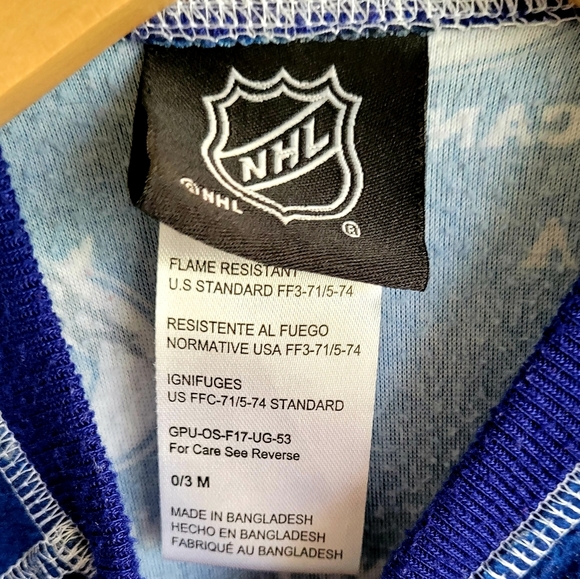 NHL
© NHL
®
FLAME RESISTANT
U.S STANDARD FF3-71/5-74
RESISTENTE AL FUEGO
NORMATIVE USA FF3-71/5-74
IGNIFUGES
US FFC-71/5-74 STANDARD
GPU-OS-F17-UG-53
For Care See Reverse
0/3 M
MADE IN BANGLADESH
HECHO EN BANGLADESH
FABRIQUÉ AU BANGLADESH